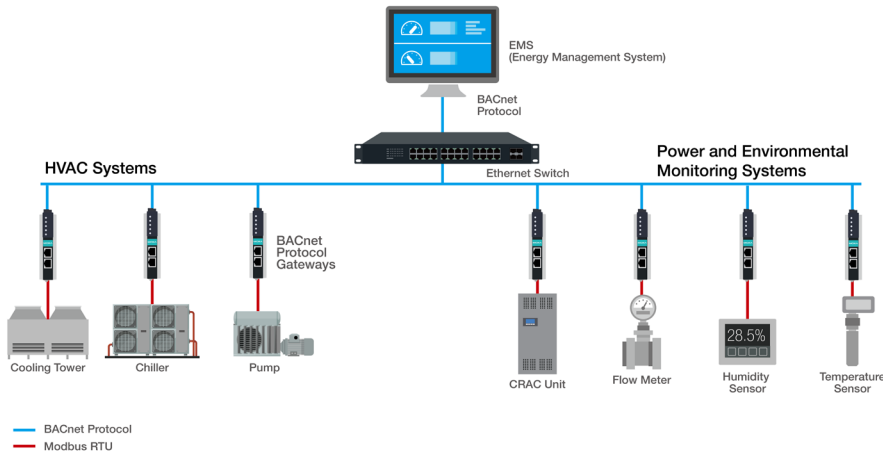 EMS
(Energy Management System)
BACnet
Protocol
Ethernet Switch
HVAC Systems
Power and Environmental
Monitoring Systems
BACnet
Protocol
Gateways
28.5%
Cooling Tower
Chiller
Pump
CRAC Unit
Flow Meter
Humidity
Sensor
Temperature
Sensor
BACnet Protocol
Modbus RTU